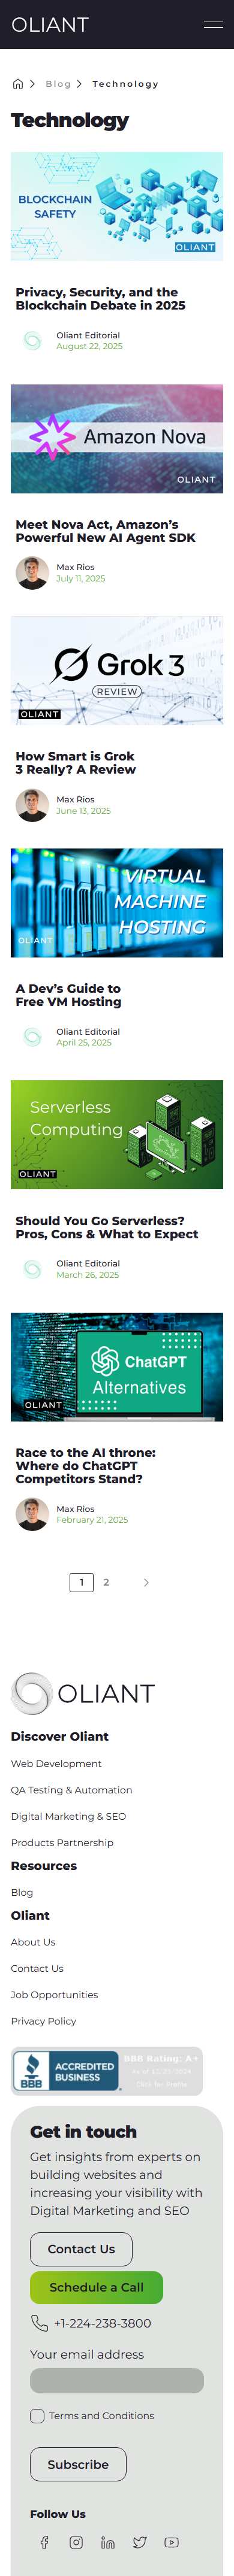 OLIANT
Blog
Technology
Technology
BLOCKCHAIN
SAFETY
OLIANT
Privacy, Security, and the
Blockchain Debate in 2025
Oliant Editorial
August 22, 2025
Amazon Nova
OLIANT
Meet Nova Act, Amazon’s
Powerful New AI Agent SDK
Max Rios
July 11, 2025
Grok 3
REVIEW
OLIANT
How Smart is Grok
3 Really? A Review
Max Rios
June 13, 2025
VIRTUAL
MACHINE
HOSTING
OLIANT
A Dev’s Guide to
Free VM Hosting
Oliant Editorial
April 25, 2025
Serverless
Computing
OLIANT
Should You Go Serverless?
Pros, Cons & What to Expect
Oliant Editorial
March 26, 2025
ChatGPT
Alternatives
OLIANT
Race to the AI throne:
Where do ChatGPT
Competitors Stand?
Max Rios
February 21, 2025
1 2
OLIANT
Discover Oliant
Web Development
QA Testing & Automation
Digital Marketing & SEO
Products Partnership
Resources
Blog
Oliant
About Us
Contact Us
Job Opportunities
Privacy Policy
BBB
ACCREDITED
BUSINESS
BBB Rating: A+
Click for Profile
Get in touch
Get insights from experts on
building websites and
increasing your visibility with
Digital Marketing and SEO
Contact Us
Schedule a Call
+1-224-238-3800
Your email address
Terms and Conditions
Subscribe
Follow Us